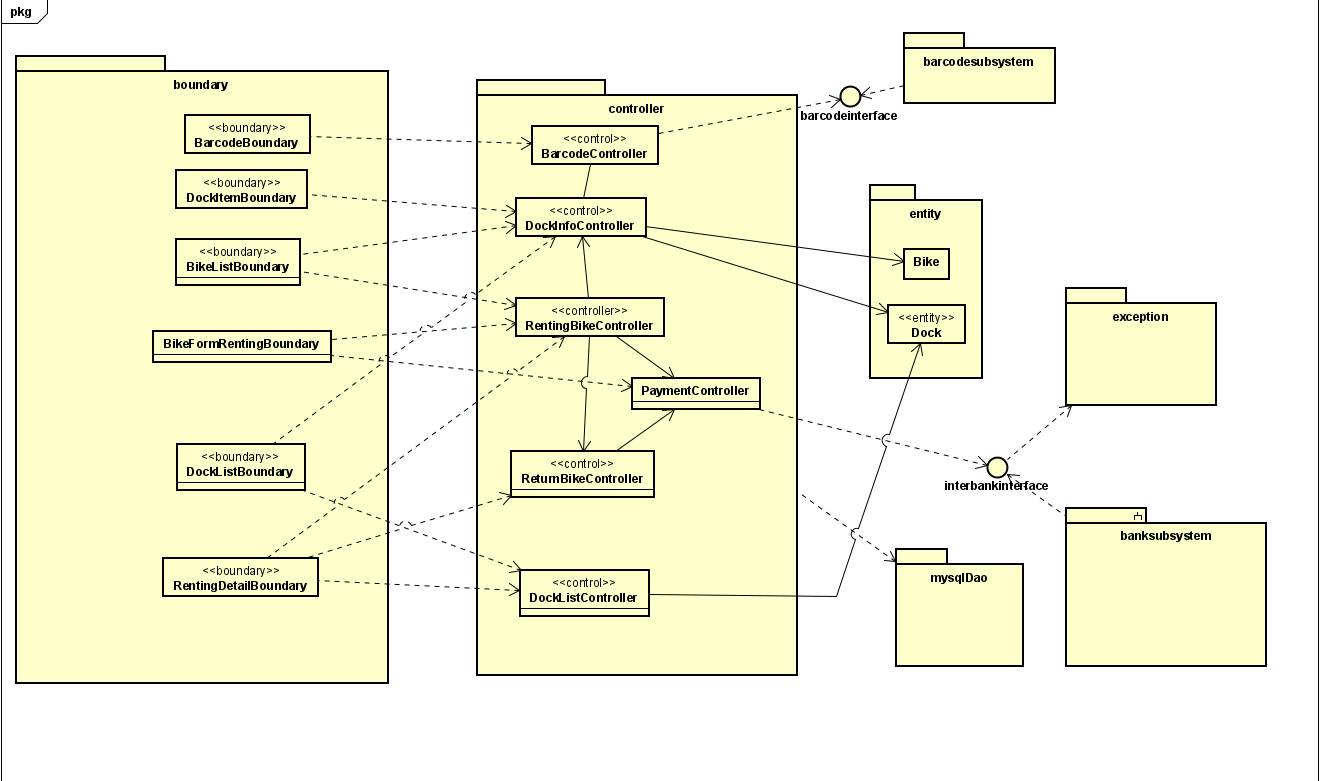 pkg
boundary
<<boundary>>
BarcodeBoundary
<<boundary>>
DockItemBoundary
<<boundary>>
BikeListBoundary
BikeFormRentingBoundary
<<boundary>>
DockListBoundary
<<boundary>>
RentingDetailBoundary
controller
<<control>>
BarcodeController
<<control>>
DockInfoController
<<controller>>
RentingBikeController
PaymentController
<<control>>
ReturnBikeController
<<control>>
DockListController
barcodesubsystem
barcodeinterface
entity
Bike
<<entity>>
Dock
exception
interbankinterface
banksubsystem
mysqlDao